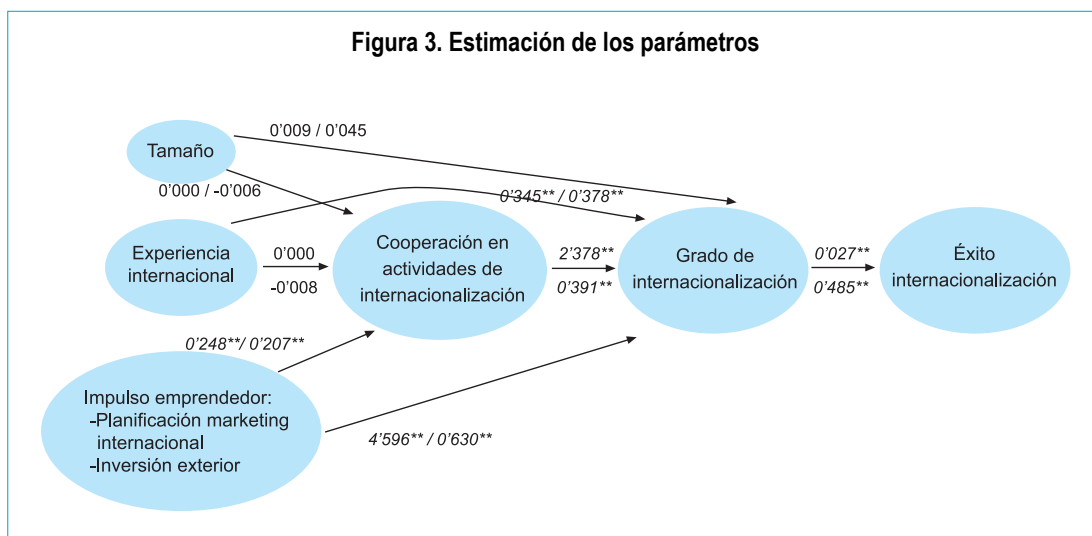 Figura 3. Estimación de los parámetros
0'009 / 0'045
Tamaño
0'000 / -0'006
0'345** / 0'378**
Experiencia
internacional
0'000
-0'008
Cooperación en
actividades de
internacionalización
2'378**
0'391**
Grado de
internacionalización
0'027**
0'485**
Éxito
internacionalización
0'248**/ 0'207**
Impulso emprendedor:
-Planificación marketing
internacional
-Inversión exterior
4'596** / 0'630**